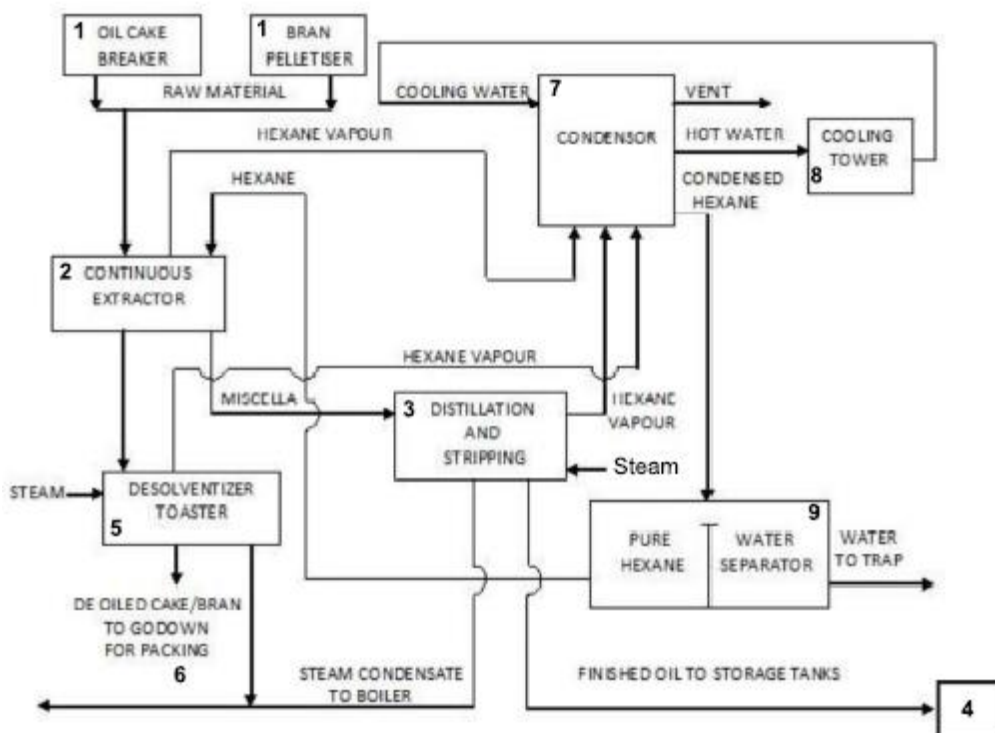 1 OIL CAKE
BREAKER
1 BRAN
PELLETISER
RAW MATERIAL
HEXANE VAPOUR
HEXANE
COOLING WATER
7
CONDENSOR
VENT
HOT WATER
CONDENSED
HEXANE
COOLING
TOWER
8
2 CONTINUOUS
EXTRACTOR
HEXANE VAPOUR
MISCELLA
3 DISTILLATION
AND
STRIPPING
HEXANE
VAPOUR
Steam
STEAM
DESOLVENTIZER
TOASTER
5
9
PURE
HEXANE
WATER
SEPARATOR
WATER
TO TRAP
DE OILED CAKE/BRAN
TO GODOWN
FOR PACKING
6
STEAM CONDENSATE
TO BOILER
FINISHED OIL TO STORAGE TANKS
4